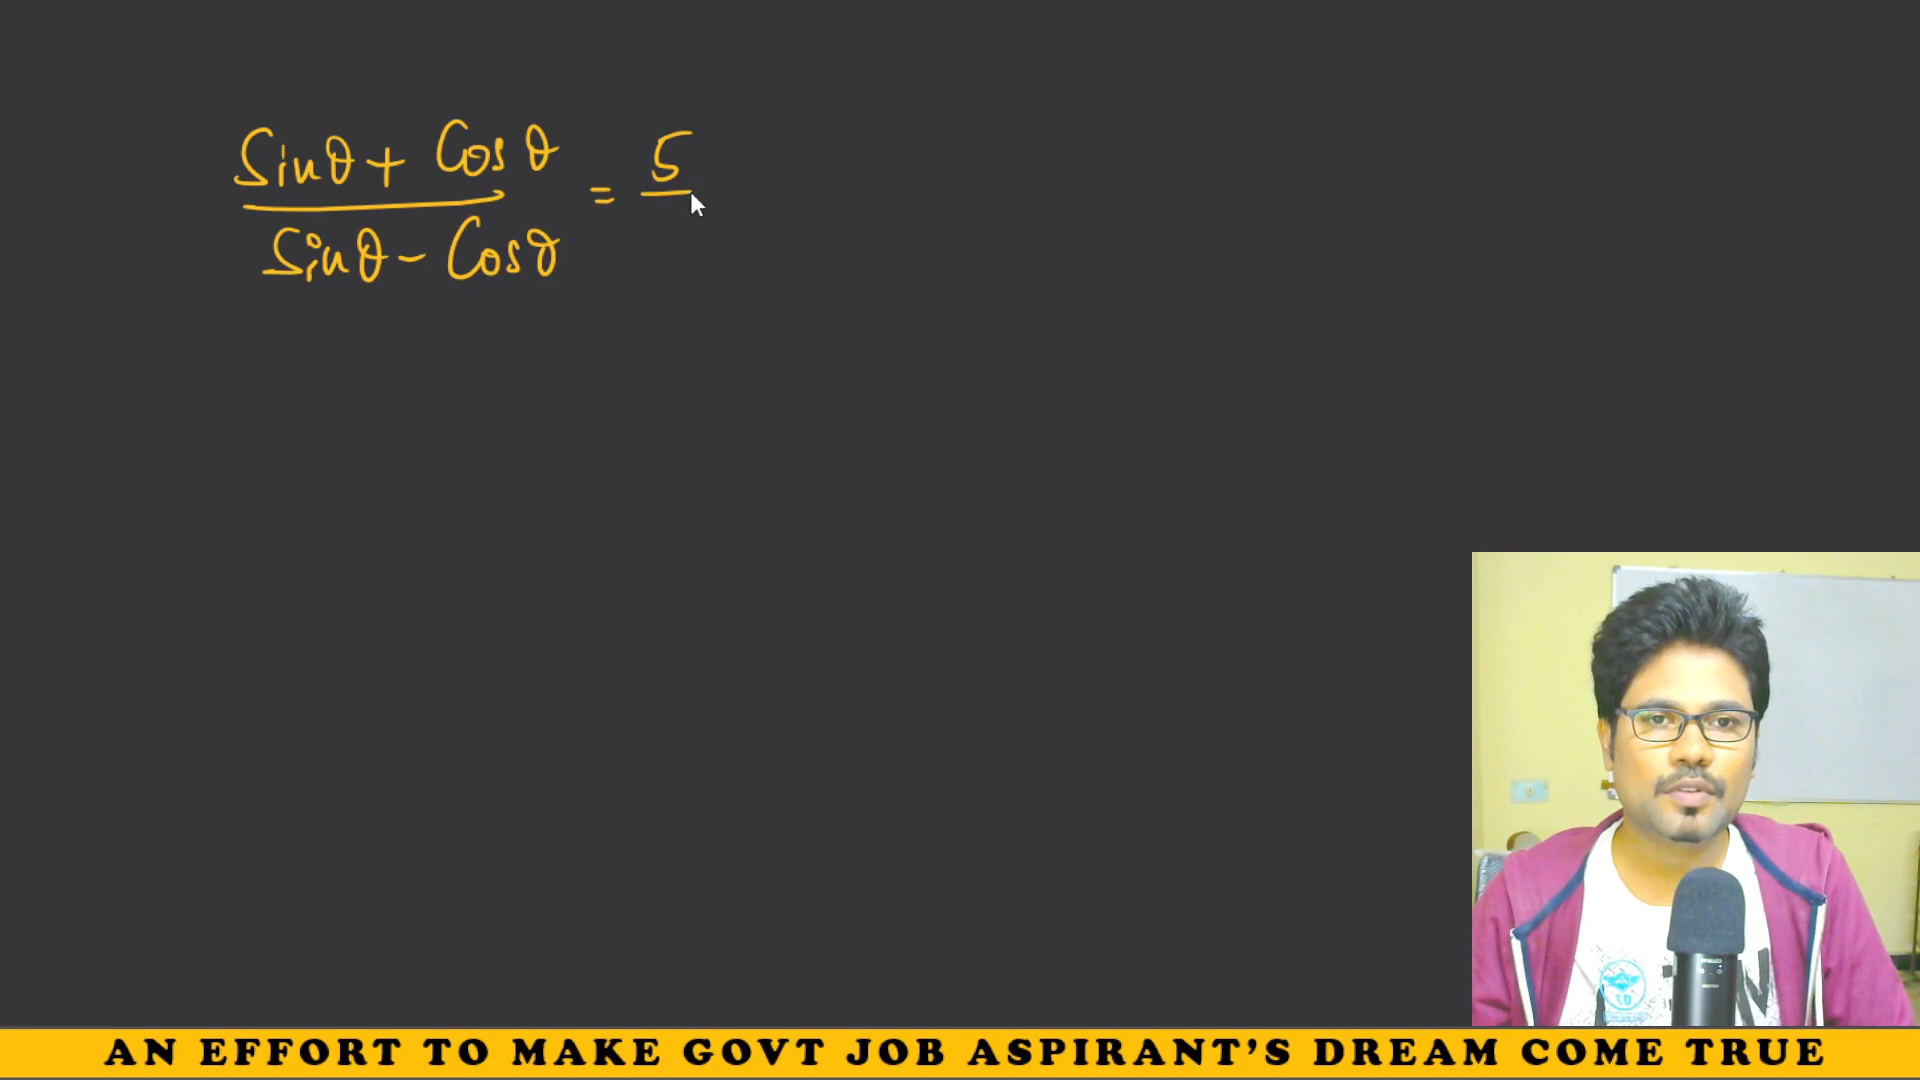 Sinθ + Cosθ
Sinθ - Cosθ
= 5
AN EFFORT TO MAKE GOVT JOB ASPIRANT'S DREAM COME TRUE